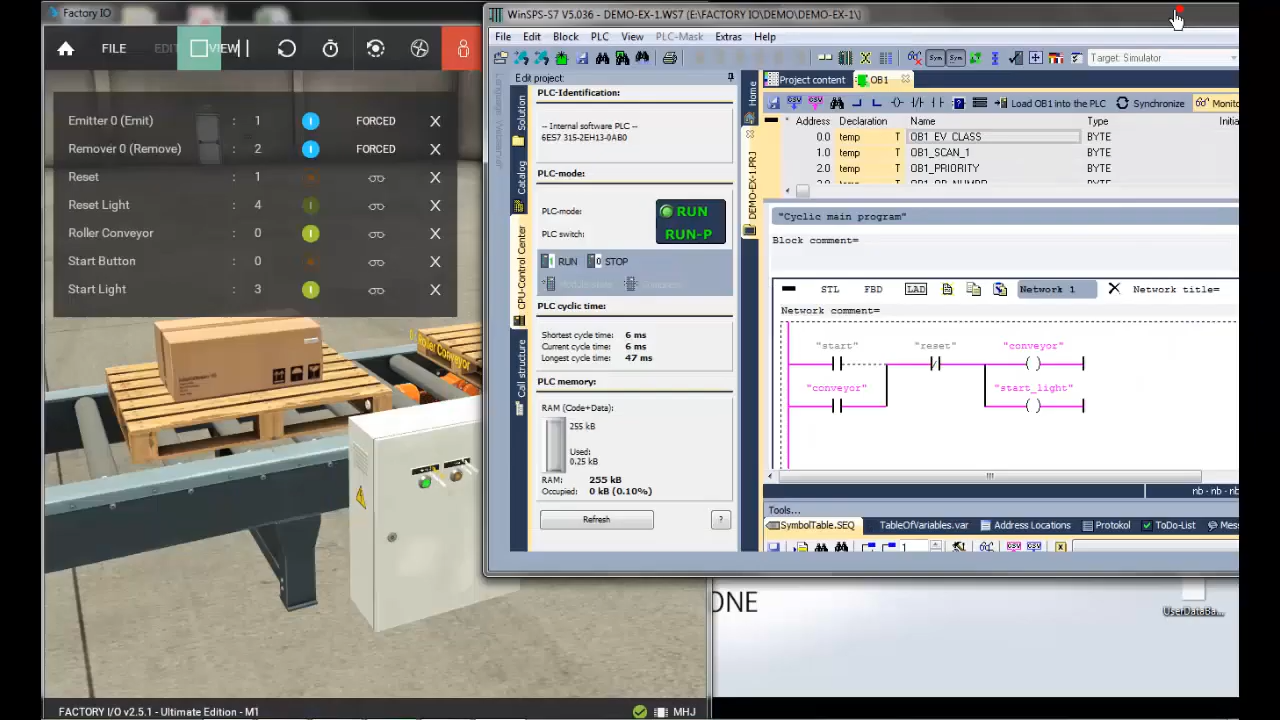 Factory IO
FILE EDIT VIEW
Emitter 0 (Emit) : 1 FORCED X
Remover 0 (Remove) : 2 FORCED X
Reset : 1 X
Reset Light : 4 X
Roller Conveyor : 0 X
Start Button : 0 X
Start Light : 3 X
Roller Conveyor
FACTORY I/O v2.5.1 - Ultimate Edition - M1
MHJ
WinSPS-S7 V5.036 - DEMO-EX-1.WS7 (E:\FACTORY IO\DEMO\DEMO-EX-1\)
File Edit Block PLC View PLC-Mask Extras Help
Target: Simulator
Edit project:
Solution
Catalog
CPU-Control Center
Call structure
PLC-Identification:
-- Internal software PLC --
6ES7 315-2EH13-0AB0
PLC-mode:
PLC-mode:
RUN
PLC switch:
RUN-P
RUN STOP
PLC cyclic time:
Shortest cycle time: 6 ms
Current cycle time: 6 ms
Longest cycle time: 47 ms
PLC memory:
RAM (Code+Data):
255 kB
Used:
0.25 kB
RAM: 255 kB
Occupied: 0 kB (0.10%)
Refresh ?
Home
DEMO-EX-1.PRJ
Project content OB1
Load OB1 into the PLC Synchronize Monito
Address Declaration Name Type Initia
0.0 temp T OB1_EV_CLASS BYTE
1.0 temp T OB1_SCAN_1 BYTE
2.0 temp T OB1_PRIORITY BYTE
"Cyclic main program"
Block comment=
STL FBD LAD Network 1 Network title=
Network comment=
"start" "reset" "conveyor"
"conveyor" "start_light"
nb - nb - nb
Tools...
SymbolTable.SEQ TableOfVariables.var Address Locations Protokol ToDo-List Mes
1
ONE
UserDataBa...